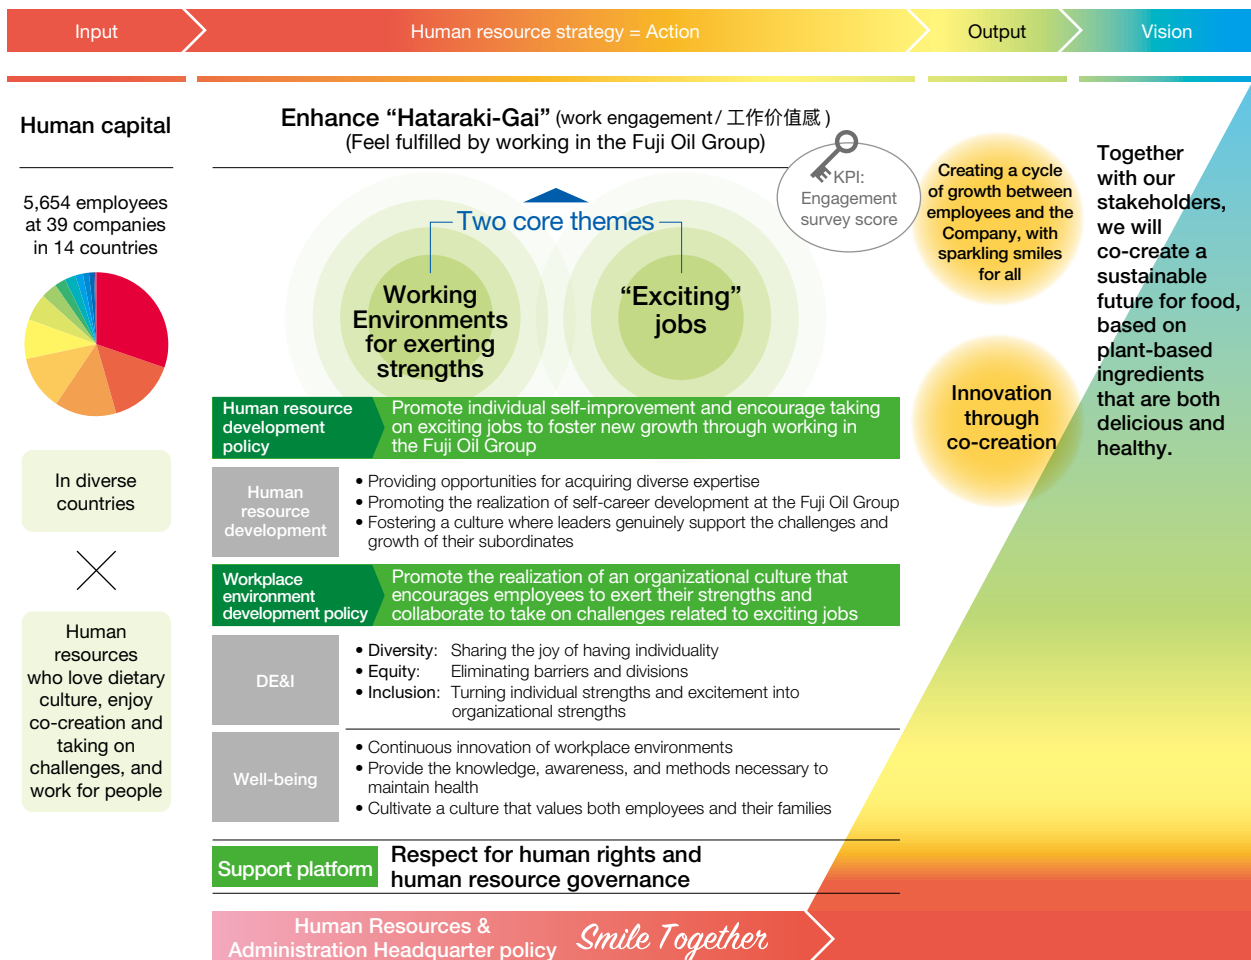 Input
Human resource strategy = Action
Output
Vision
Human capital
5,654 employees
at 39 companies
in 14 countries
In diverse
countries
Human
resources
who love dietary
culture, enjoy
co-creation and
taking on
challenges, and
work for people
Enhance “Hataraki-Gai” (work engagement / 工作价值感 )
(Feel fulfilled by working in the Fuji Oil Group)
KPI:
Engagement
survey score
Two core themes
Working
Environments
for exerting
strengths
“Exciting”
jobs
Human resource
development
policy
Promote individual self-improvement and encourage taking
on exciting jobs to foster new growth through working in
the Fuji Oil Group
Human
resource
development
• Providing opportunities for acquiring diverse expertise
• Promoting the realization of self-career development at the Fuji Oil Group
• Fostering a culture where leaders genuinely support the challenges and
growth of their subordinates
Workplace
environment
development policy
Promote the realization of an organizational culture that
encourages employees to exert their strengths and
collaborate to take on challenges related to exciting jobs
DE&I
• Diversity: Sharing the joy of having individuality
• Equity: Eliminating barriers and divisions
• Inclusion: Turning individual strengths and excitement into
organizational strengths
Well-being
• Continuous innovation of workplace environments
• Provide the knowledge, awareness, and methods necessary to
maintain health
• Cultivate a culture that values both employees and their families
Support platform
Respect for human rights and
human resource governance
Human Resources &
Administration Headquarter policy
Smile Together
Creating a cycle
of growth between
employees and the
Company, with
sparkling smiles
for all
Innovation
through
co-creation
Together
with our
stakeholders,
we will
co-create a
sustainable
future for food,
based on
plant-based
ingredients
that are both
delicious and
healthy.